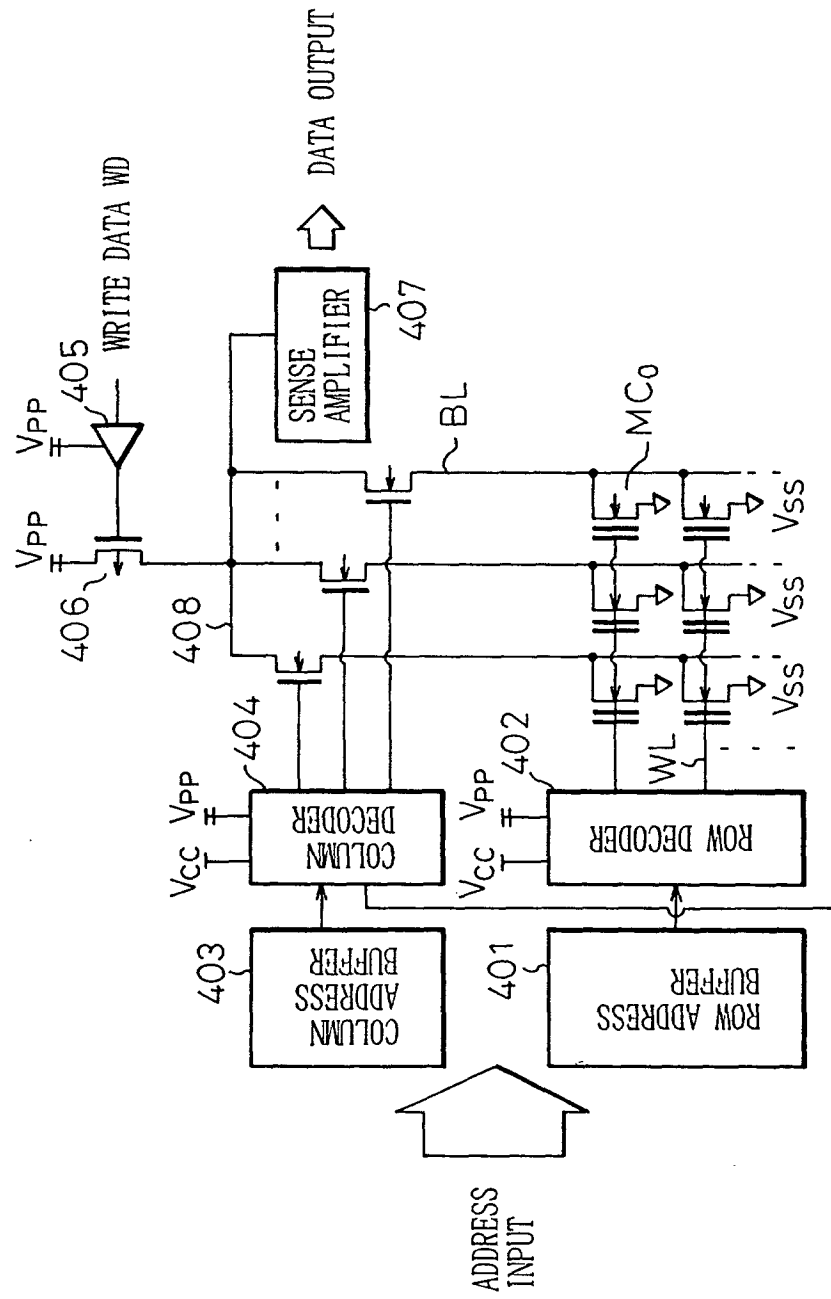 WRITE DATA WD
VPP
405
VPP
406
408
SENSE
AMPLIFIER
407
DATA OUTPUT
BL
MC0
404
VCC
VPP
COLUMN
DECODER
403
COLUMN
ADDRESS
BUFFER
402
VCC
VPP
ROW DECODER
WL
401
ROW ADDRESS
BUFFER
VSS
VSS
VSS
ADDRESS
INPUT